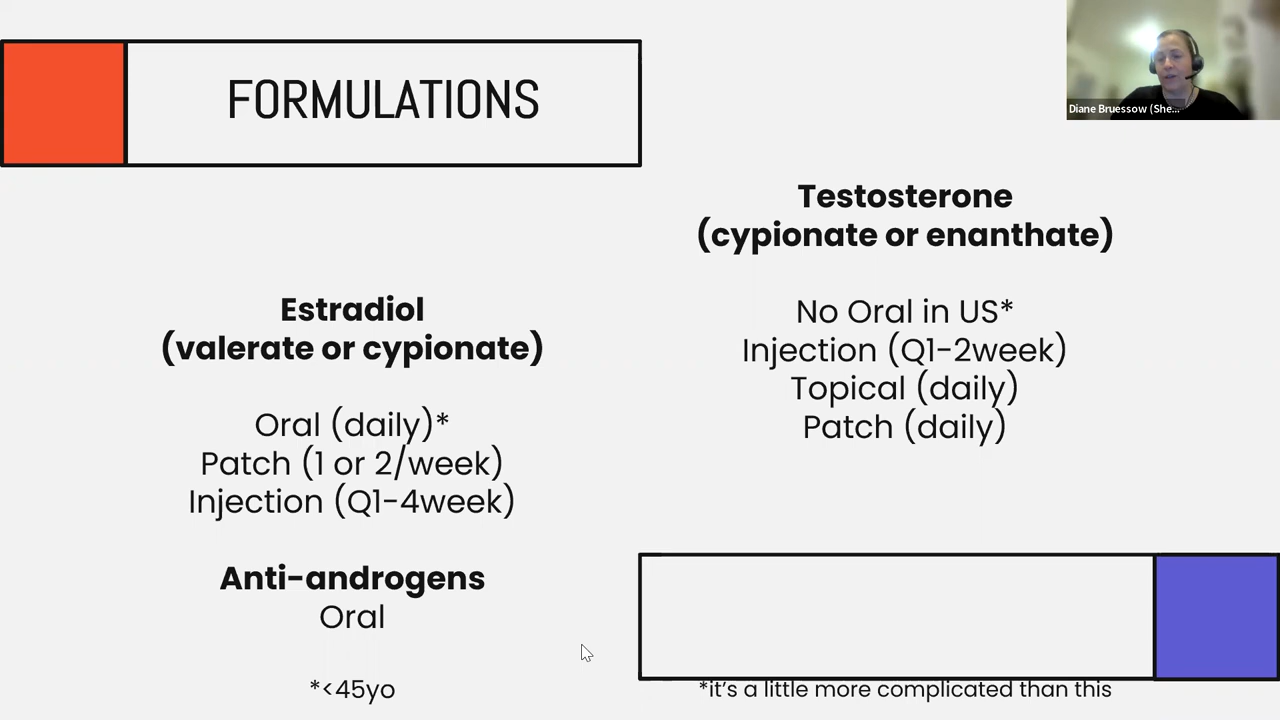 FORMULATIONS
Diane Bruessow (She...
Estradiol
(valerate or cypionate)
Oral (daily)*
Patch (1 or 2/week)
Injection (Q1-4week)
Anti-androgens
Oral
*<45yo
Testosterone
(cypionate or enanthate)
No Oral in US*
Injection (Q1-2week)
Topical (daily)
Patch (daily)
*it's a little more complicated than this